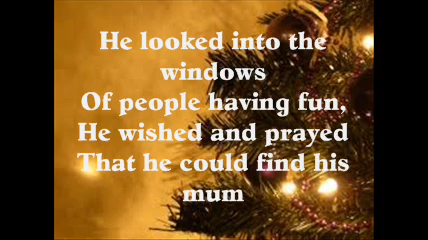 He looked into the
windows
Of people having fun,
He wished and prayed
That he could find his
mum